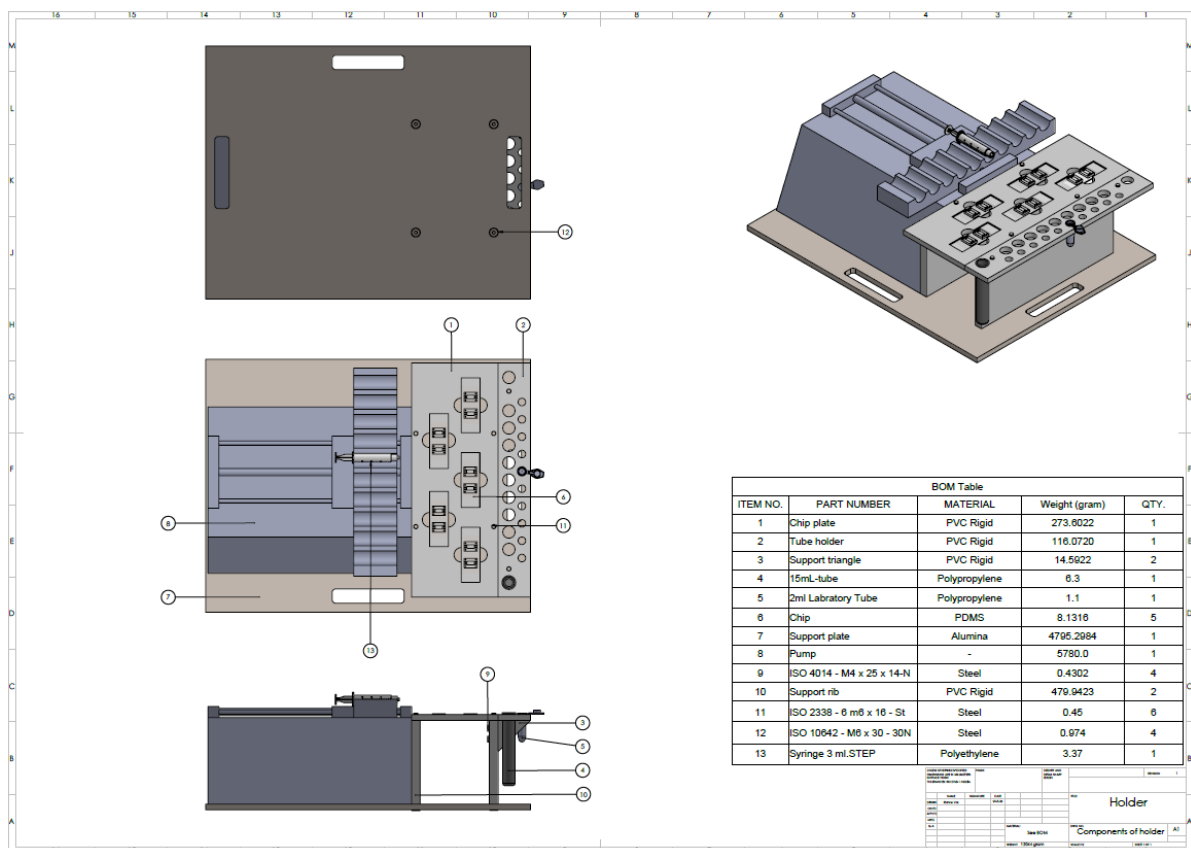 16 15 14 13 12 11 10 9 8 7 6 5 4 3 2 1
M M
L L
K K
J J
H H
G G
F F
E E
D D
C C
B B
A A
12
1 2
8 6
11
7
13
9
3
5
4
10
BOM Table
ITEM NO. PART NUMBER MATERIAL Weight (gram) QTY.
1 Chip plate PVC Rigid 273.6022 1
2 Tube holder PVC Rigid 116.0720 1
3 Support triangle PVC Rigid 14.5922 2
4 15mL-tube Polypropylene 6.3 1
5 2ml Labratory Tube Polypropylene 1.1 1
6 Chip PDMS 8.1316 5
7 Support plate Alumina 4795.2984 1
8 Pump - 5780.0 1
9 ISO 4014 - M4 x 25 x 14-N Steel 0.4302 4
10 Support rib PVC Rigid 479.9423 2
11 ISO 2338 - 6 m6 x 16 - St Steel 0.45 6
12 ISO 10642 - M6 x 30 - 30N Steel 0.974 4
13 Syringe 3 ml.STEP Polyethylene 3.37 1
Holder
See BOM
Components of holder A2